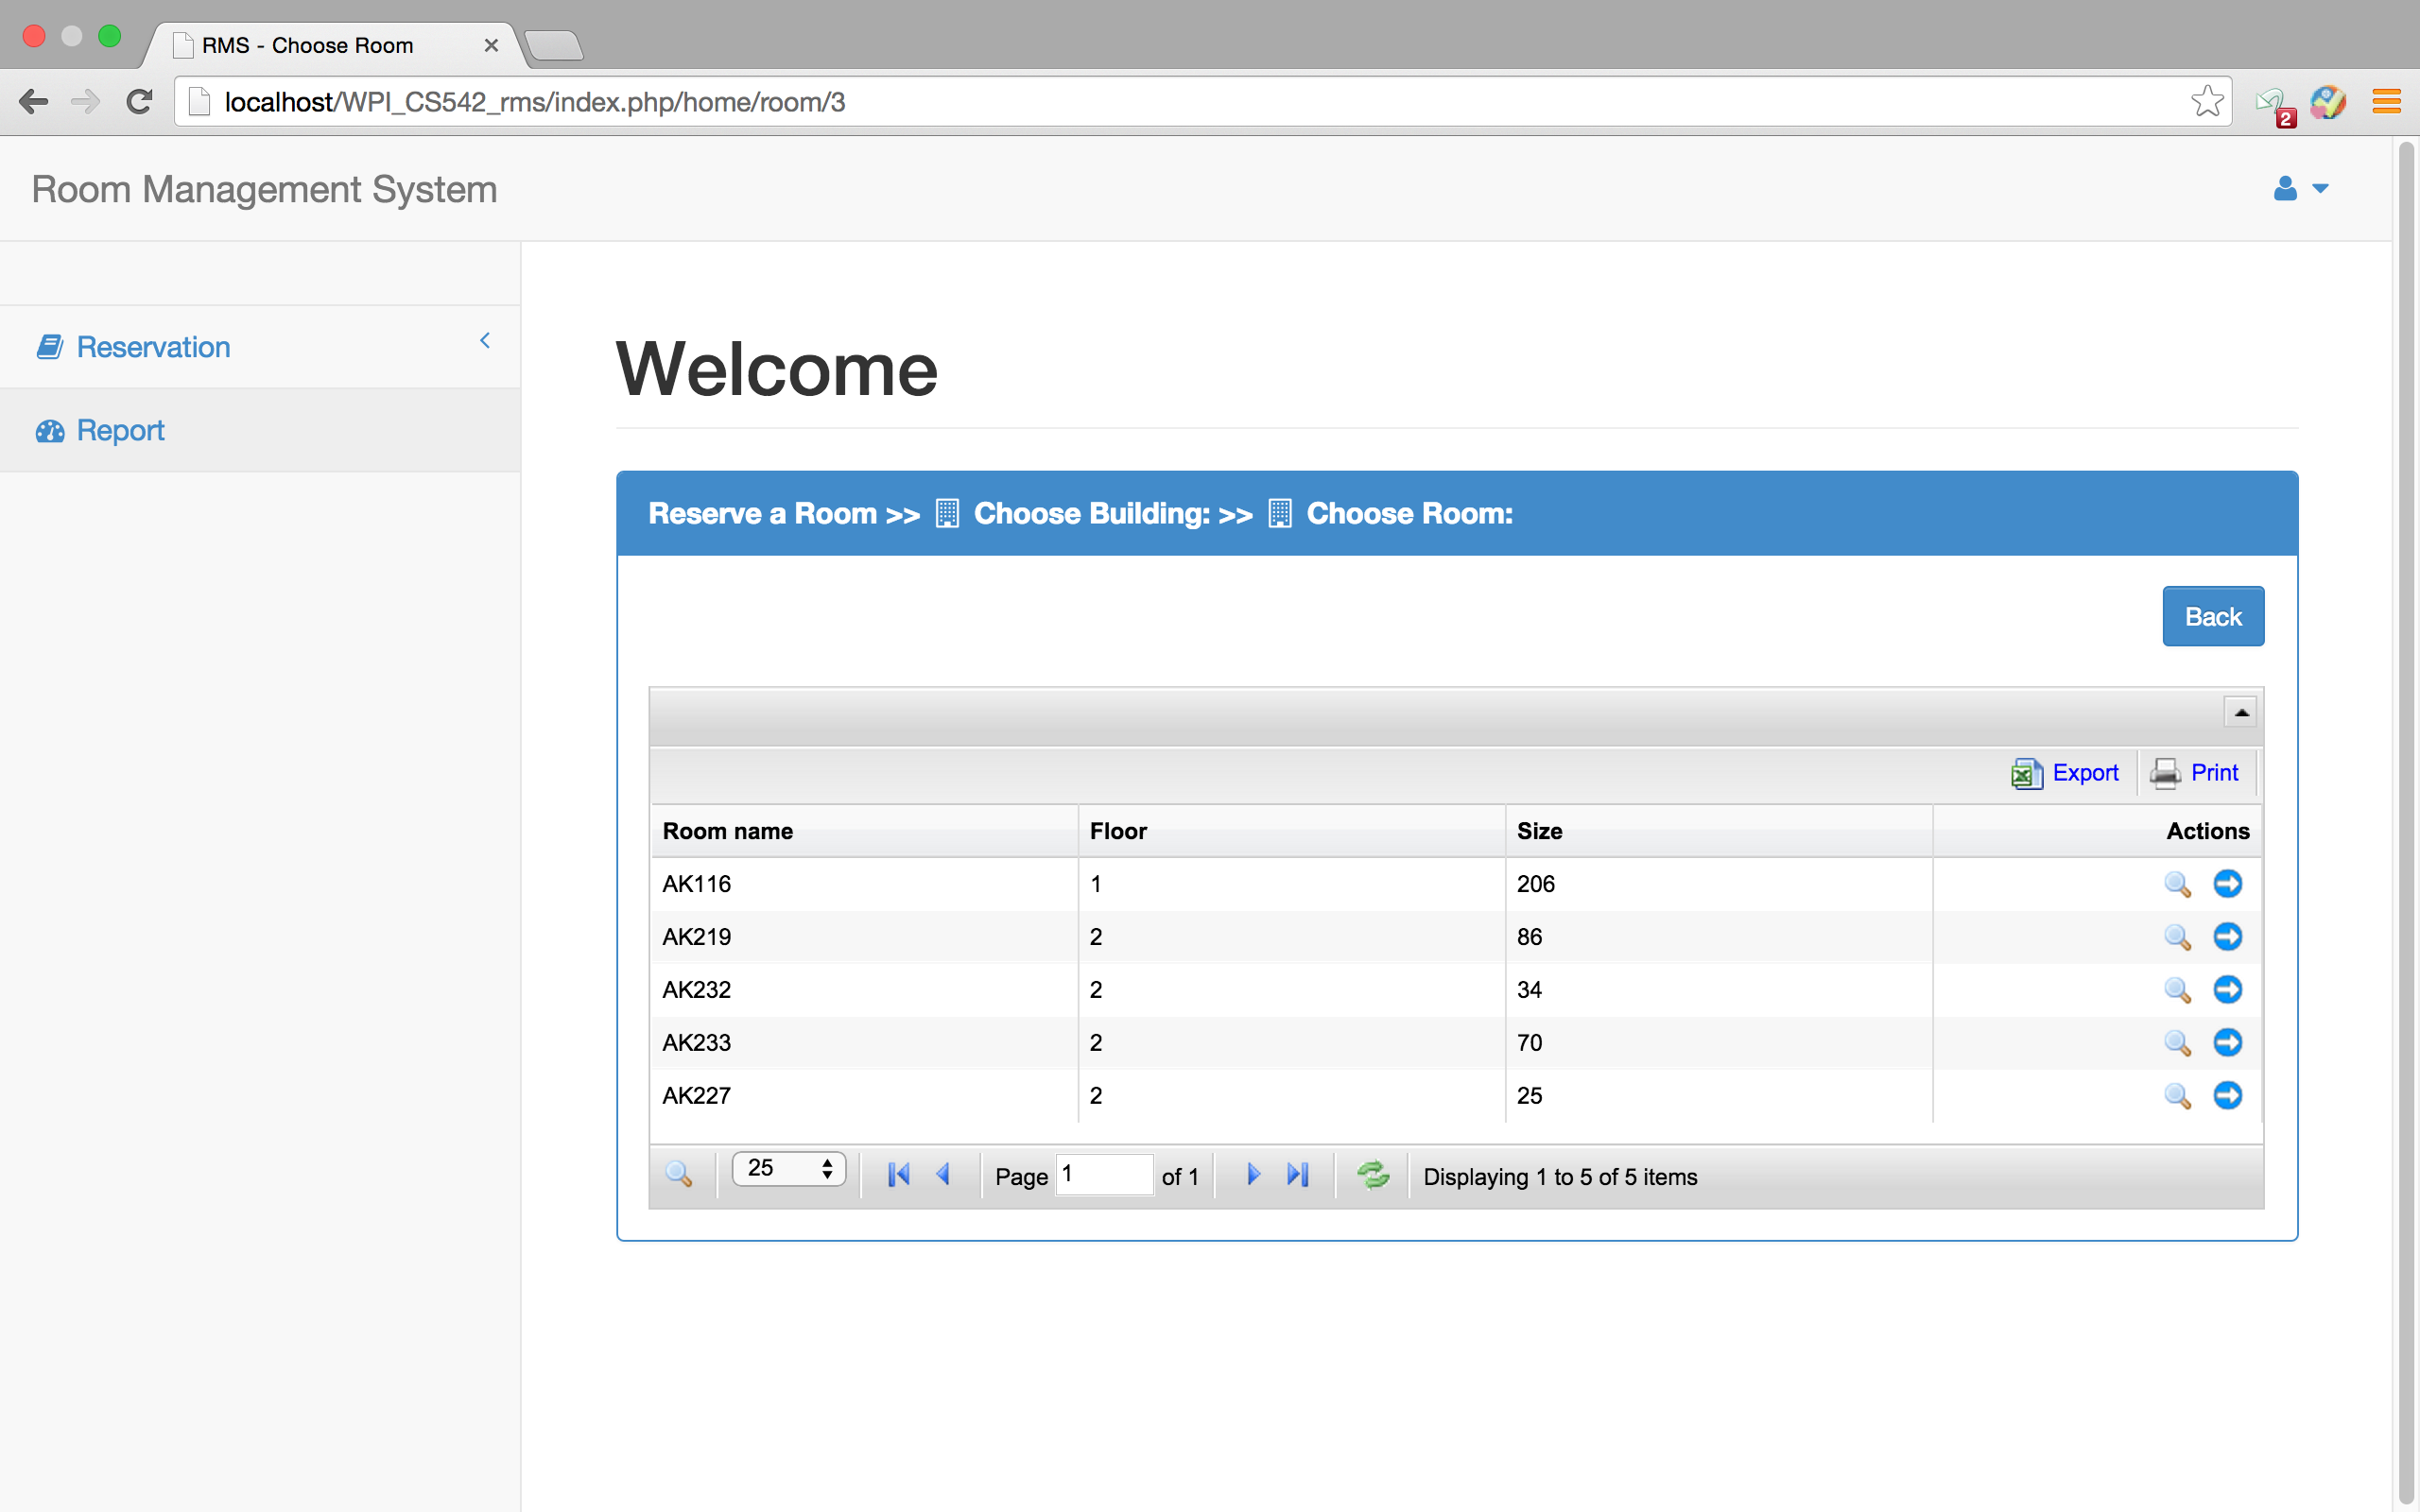 RMS - Choose Room
localhost/WPI_CS542_rms/index.php/home/room/3
2
Room Management System
Reservation
Report
Welcome
Reserve a Room >> Choose Building: >> Choose Room:
Back
Export Print
Room name Floor Size Actions
AK116 1 206
AK219 2 86
AK232 2 34
AK233 2 70
AK227 2 25
25 Page 1 of 1 Displaying 1 to 5 of 5 items